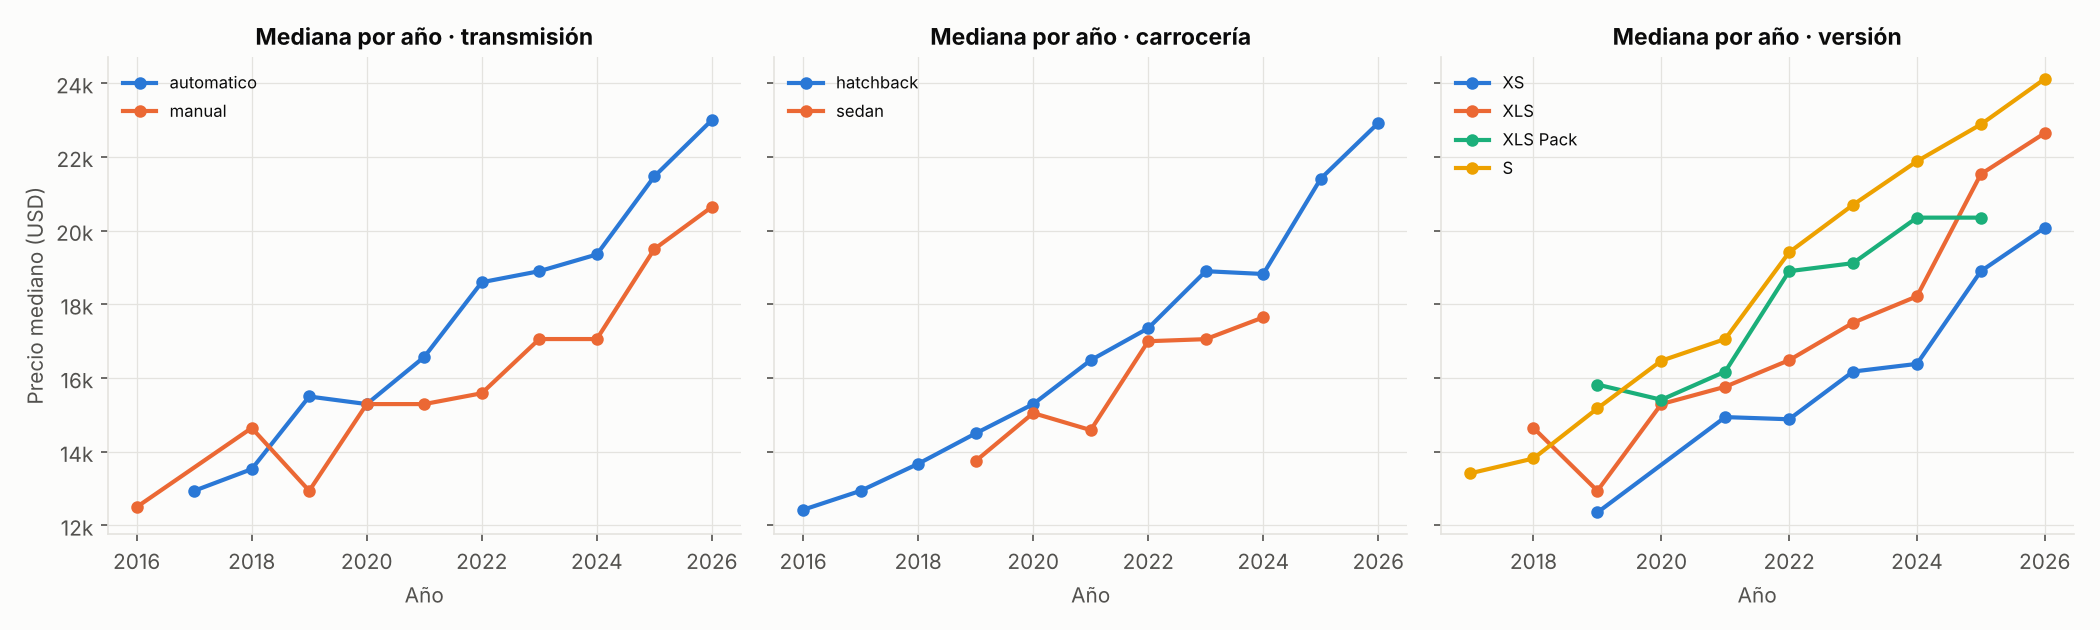 Mediana por año · transmisión
automatico
manual
24k
22k
20k
18k
16k
14k
12k
Precio mediano (USD)
2016 2018 2020 2022 2024 2026
Año
Mediana por año · carrocería
hatchback
sedan
2016 2018 2020 2022 2024 2026
Año
Mediana por año · versión
XS
XLS
XLS Pack
S
2018 2020 2022 2024 2026
Año